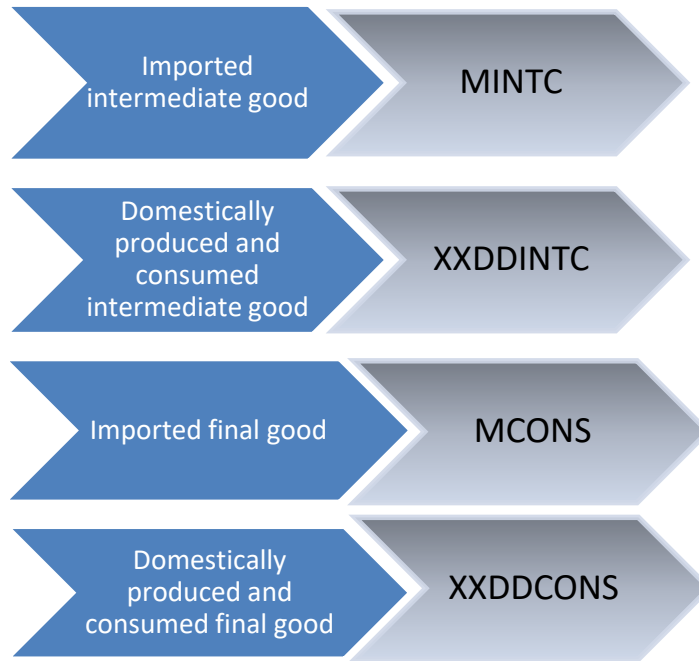 Imported
intermediate good
MINTC
Domestically
produced and
consumed
intermediate good
XXDDINTC
Imported final good
MCONS
Domestically
produced and
consumed final good
XXDDCONS